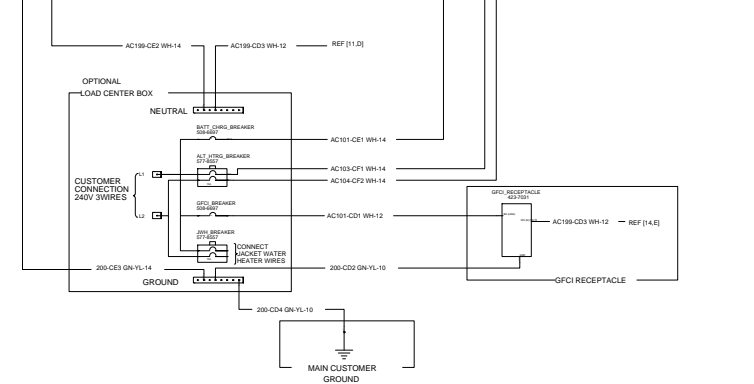 AC199-CE2 WH-14
AC199-CD3 WH-12
REF [11,D]
OPTIONAL
LOAD CENTER BOX
NEUTRAL
BATT_CHRG_BREAKER
508-6697
AC101-CE1 WH-14
ALT_HTRG_BREAKER
577-8557
AC103-CF1 WH-14
AC104-CF2 WH-14
CUSTOMER
CONNECTION
240V 3WIRES
L1
L2
GFCI_BREAKER
508-6697
AC101-CD1 WH-12
GFCI_RECEPTACLE
423-7031
AC199-CD3 WH-12
REF [14,E]
JWH_BREAKER
577-8557
CONNECT
JACKET WATER
HEATER WIRES
200-CE3 GN-YL-14
200-CD2 GN-YL-10
GROUND
GFCI RECEPTACLE
200-CD4 GN-YL-10
MAIN CUSTOMER
GROUND